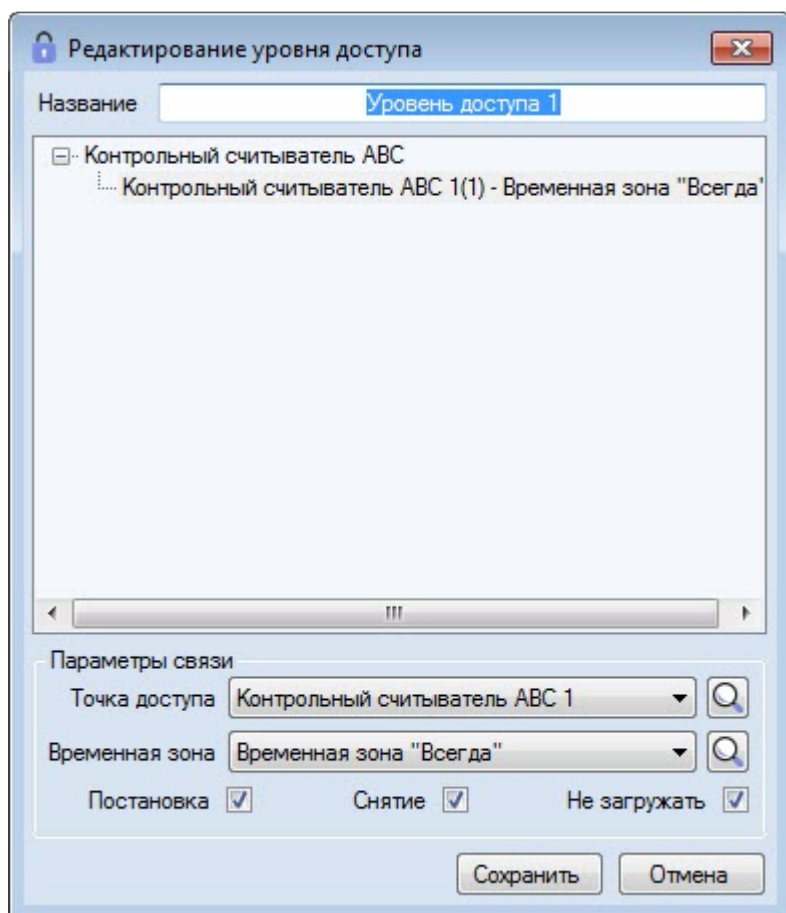 Редактирование уровня доступа
Название Уровень доступа 1
Контрольный считыватель ABC
Контрольный считыватель ABC 1(1) - Временная зона "Всегда"
Параметры связи
Точка доступа Контрольный считыватель ABC 1
Временная зона Временная зона "Всегда"
Постановка Снятие Не загружать
Сохранить Отмена